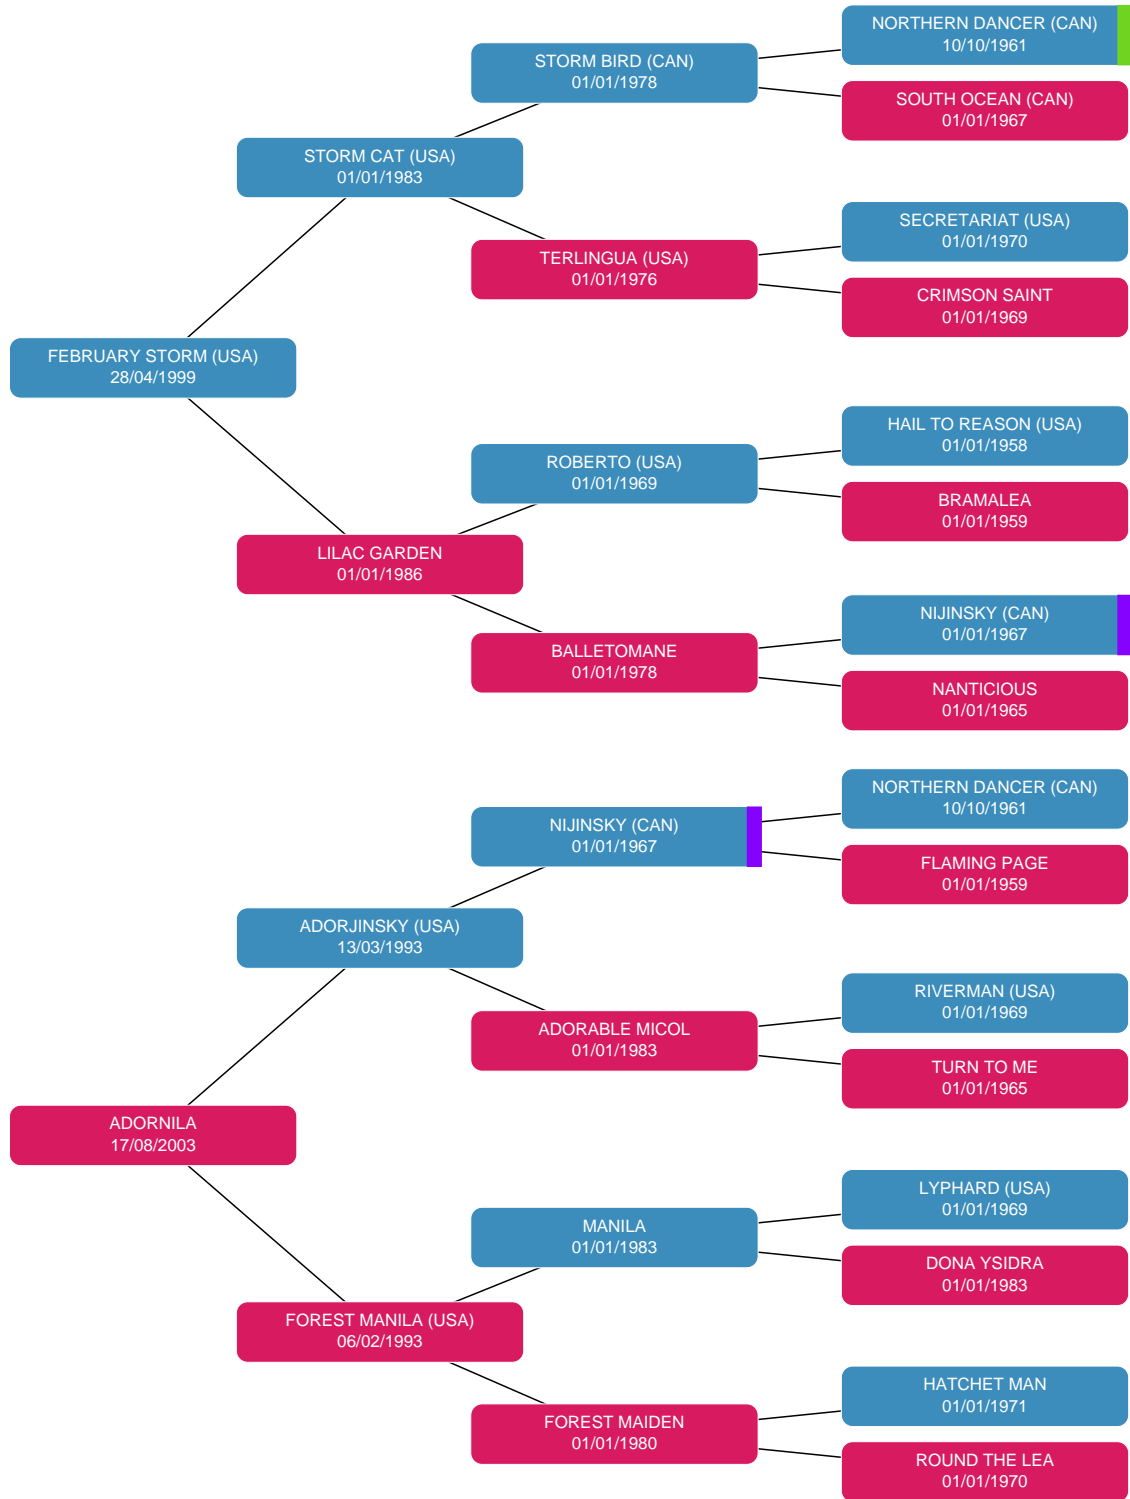 NORTHERN DANCER (CAN)
10/10/1961
STORM BIRD (CAN)
01/01/1978
SOUTH OCEAN (CAN)
01/01/1967
STORM CAT (USA)
01/01/1983
SECRETARIAT (USA)
01/01/1970
TERLINGUA (USA)
01/01/1976
CRIMSON SAINT
01/01/1969
FEBRUARY STORM (USA)
28/04/1999
HAIL TO REASON (USA)
01/01/1958
ROBERTO (USA)
01/01/1969
BRAMALEA
01/01/1959
LILAC GARDEN
01/01/1986
NIJINSKY (CAN)
01/01/1967
BALLETOMANE
01/01/1978
NANTICIOUS
01/01/1965
NORTHERN DANCER (CAN)
10/10/1961
NIJINSKY (CAN)
01/01/1967
FLAMING PAGE
01/01/1959
ADORJINSKY (USA)
13/03/1993
RIVERMAN (USA)
01/01/1969
ADORABLE MICOL
01/01/1983
TURN TO ME
01/01/1965
ADORNILA
17/08/2003
LYPHARD (USA)
01/01/1969
MANILA
01/01/1983
DONA YSIDRA
01/01/1983
FOREST MANILA (USA)
06/02/1993
HATCHET MAN
01/01/1971
FOREST MAIDEN
01/01/1980
ROUND THE LEA
01/01/1970